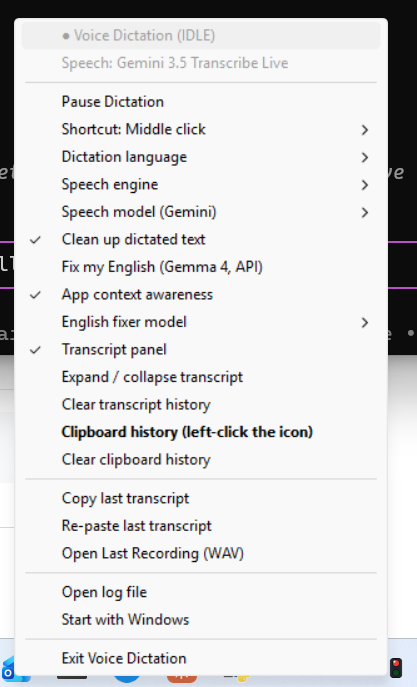 ● Voice Dictation (IDLE)
Speech: Gemini 3.5 Transcribe Live
Pause Dictation
Shortcut: Middle click
Dictation language
Speech engine
Speech model (Gemini)
Clean up dictated text
Fix my English (Gemma 4, API)
App context awareness
English fixer model
Transcript panel
Expand / collapse transcript
Clear transcript history
Clipboard history (left-click the icon)
Clear clipboard history
Copy last transcript
Re-paste last transcript
Open Last Recording (WAV)
Open log file
Start with Windows
Exit Voice Dictation